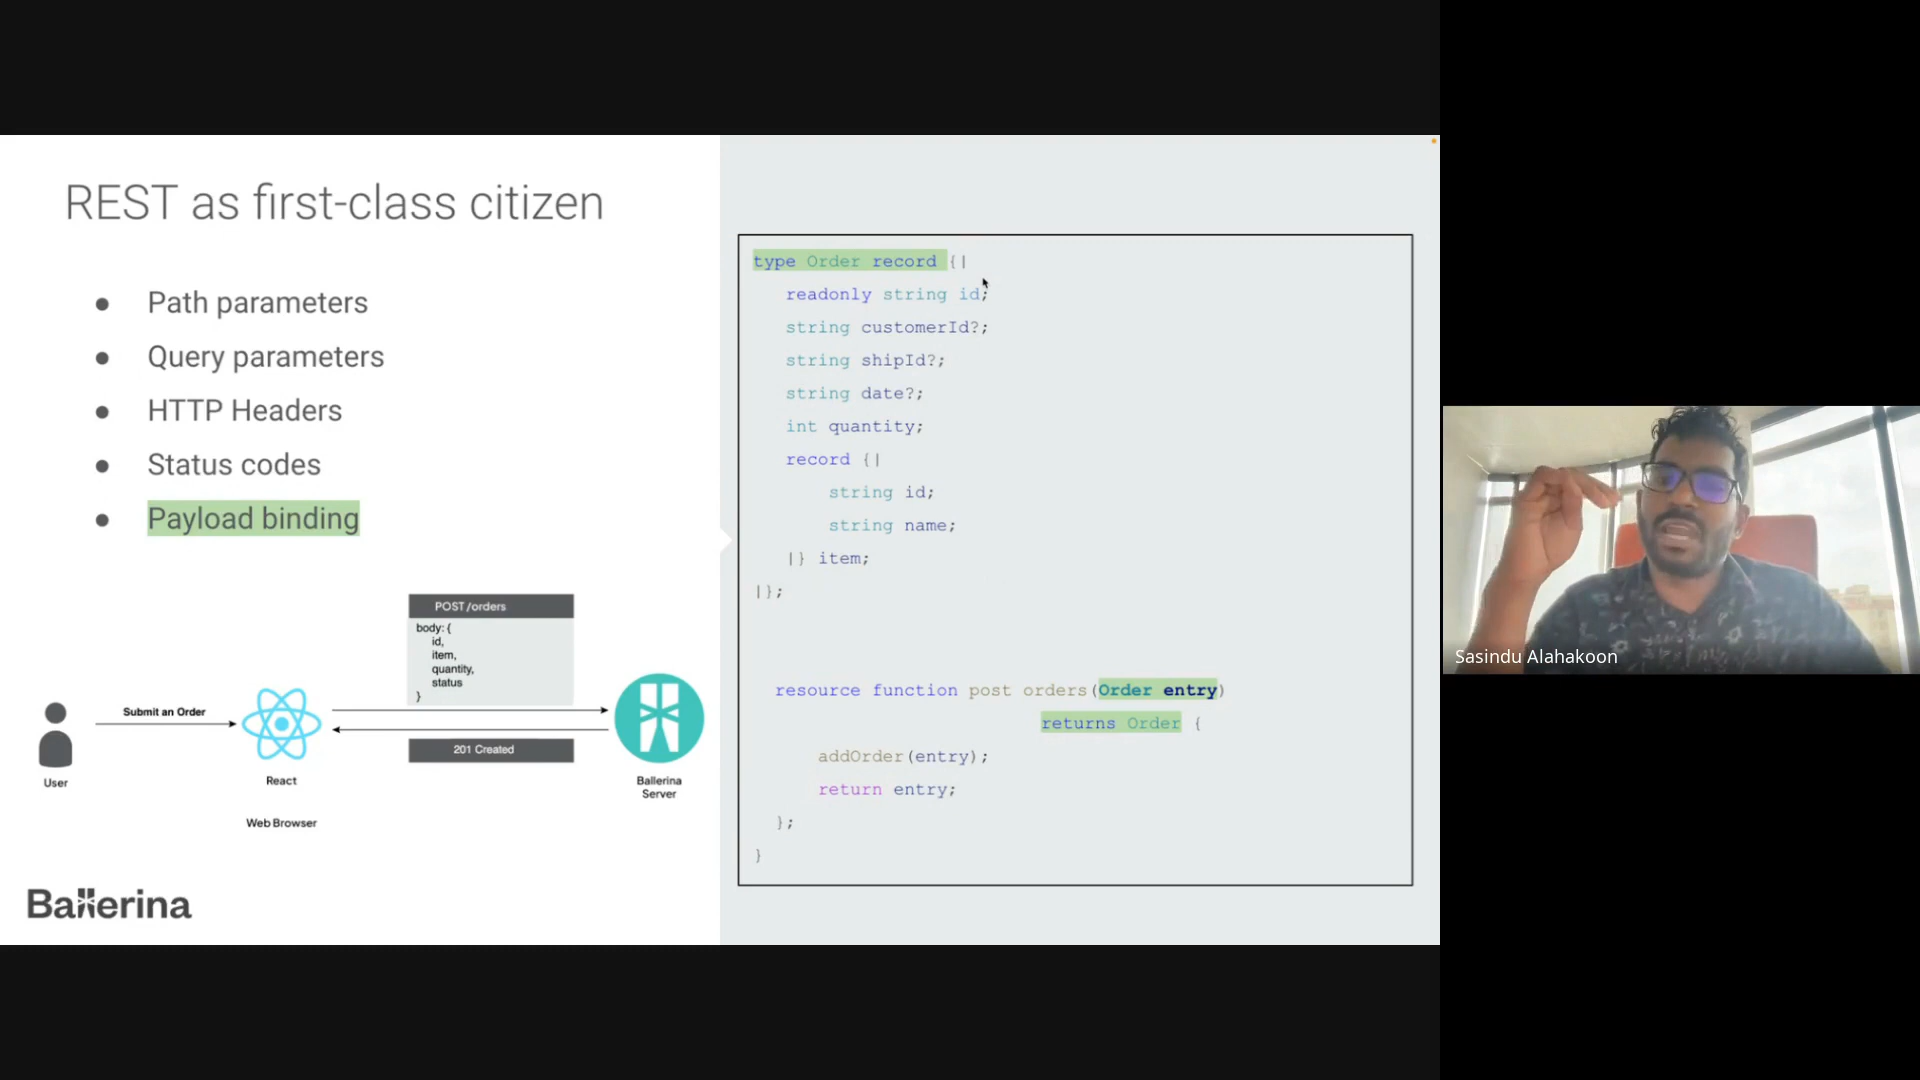 REST as first-class citizen
● Path parameters
● Query parameters
● HTTP Headers
● Status codes
● Payload binding
POST /orders
body: {
id,
item,
quantity,
status
}
Submit an Order
201 Created
User
React
Web Browser
Ballerina
Server
Ballerina
type Order record {|
readonly string id;
string customerId?;
string shipId?;
string date?;
int quantity;
record {|
string id;
string name;
|} item;
|};
resource function post orders(Order entry)
returns Order {
addOrder(entry);
return entry;
};
}
Sasindu Alahakoon